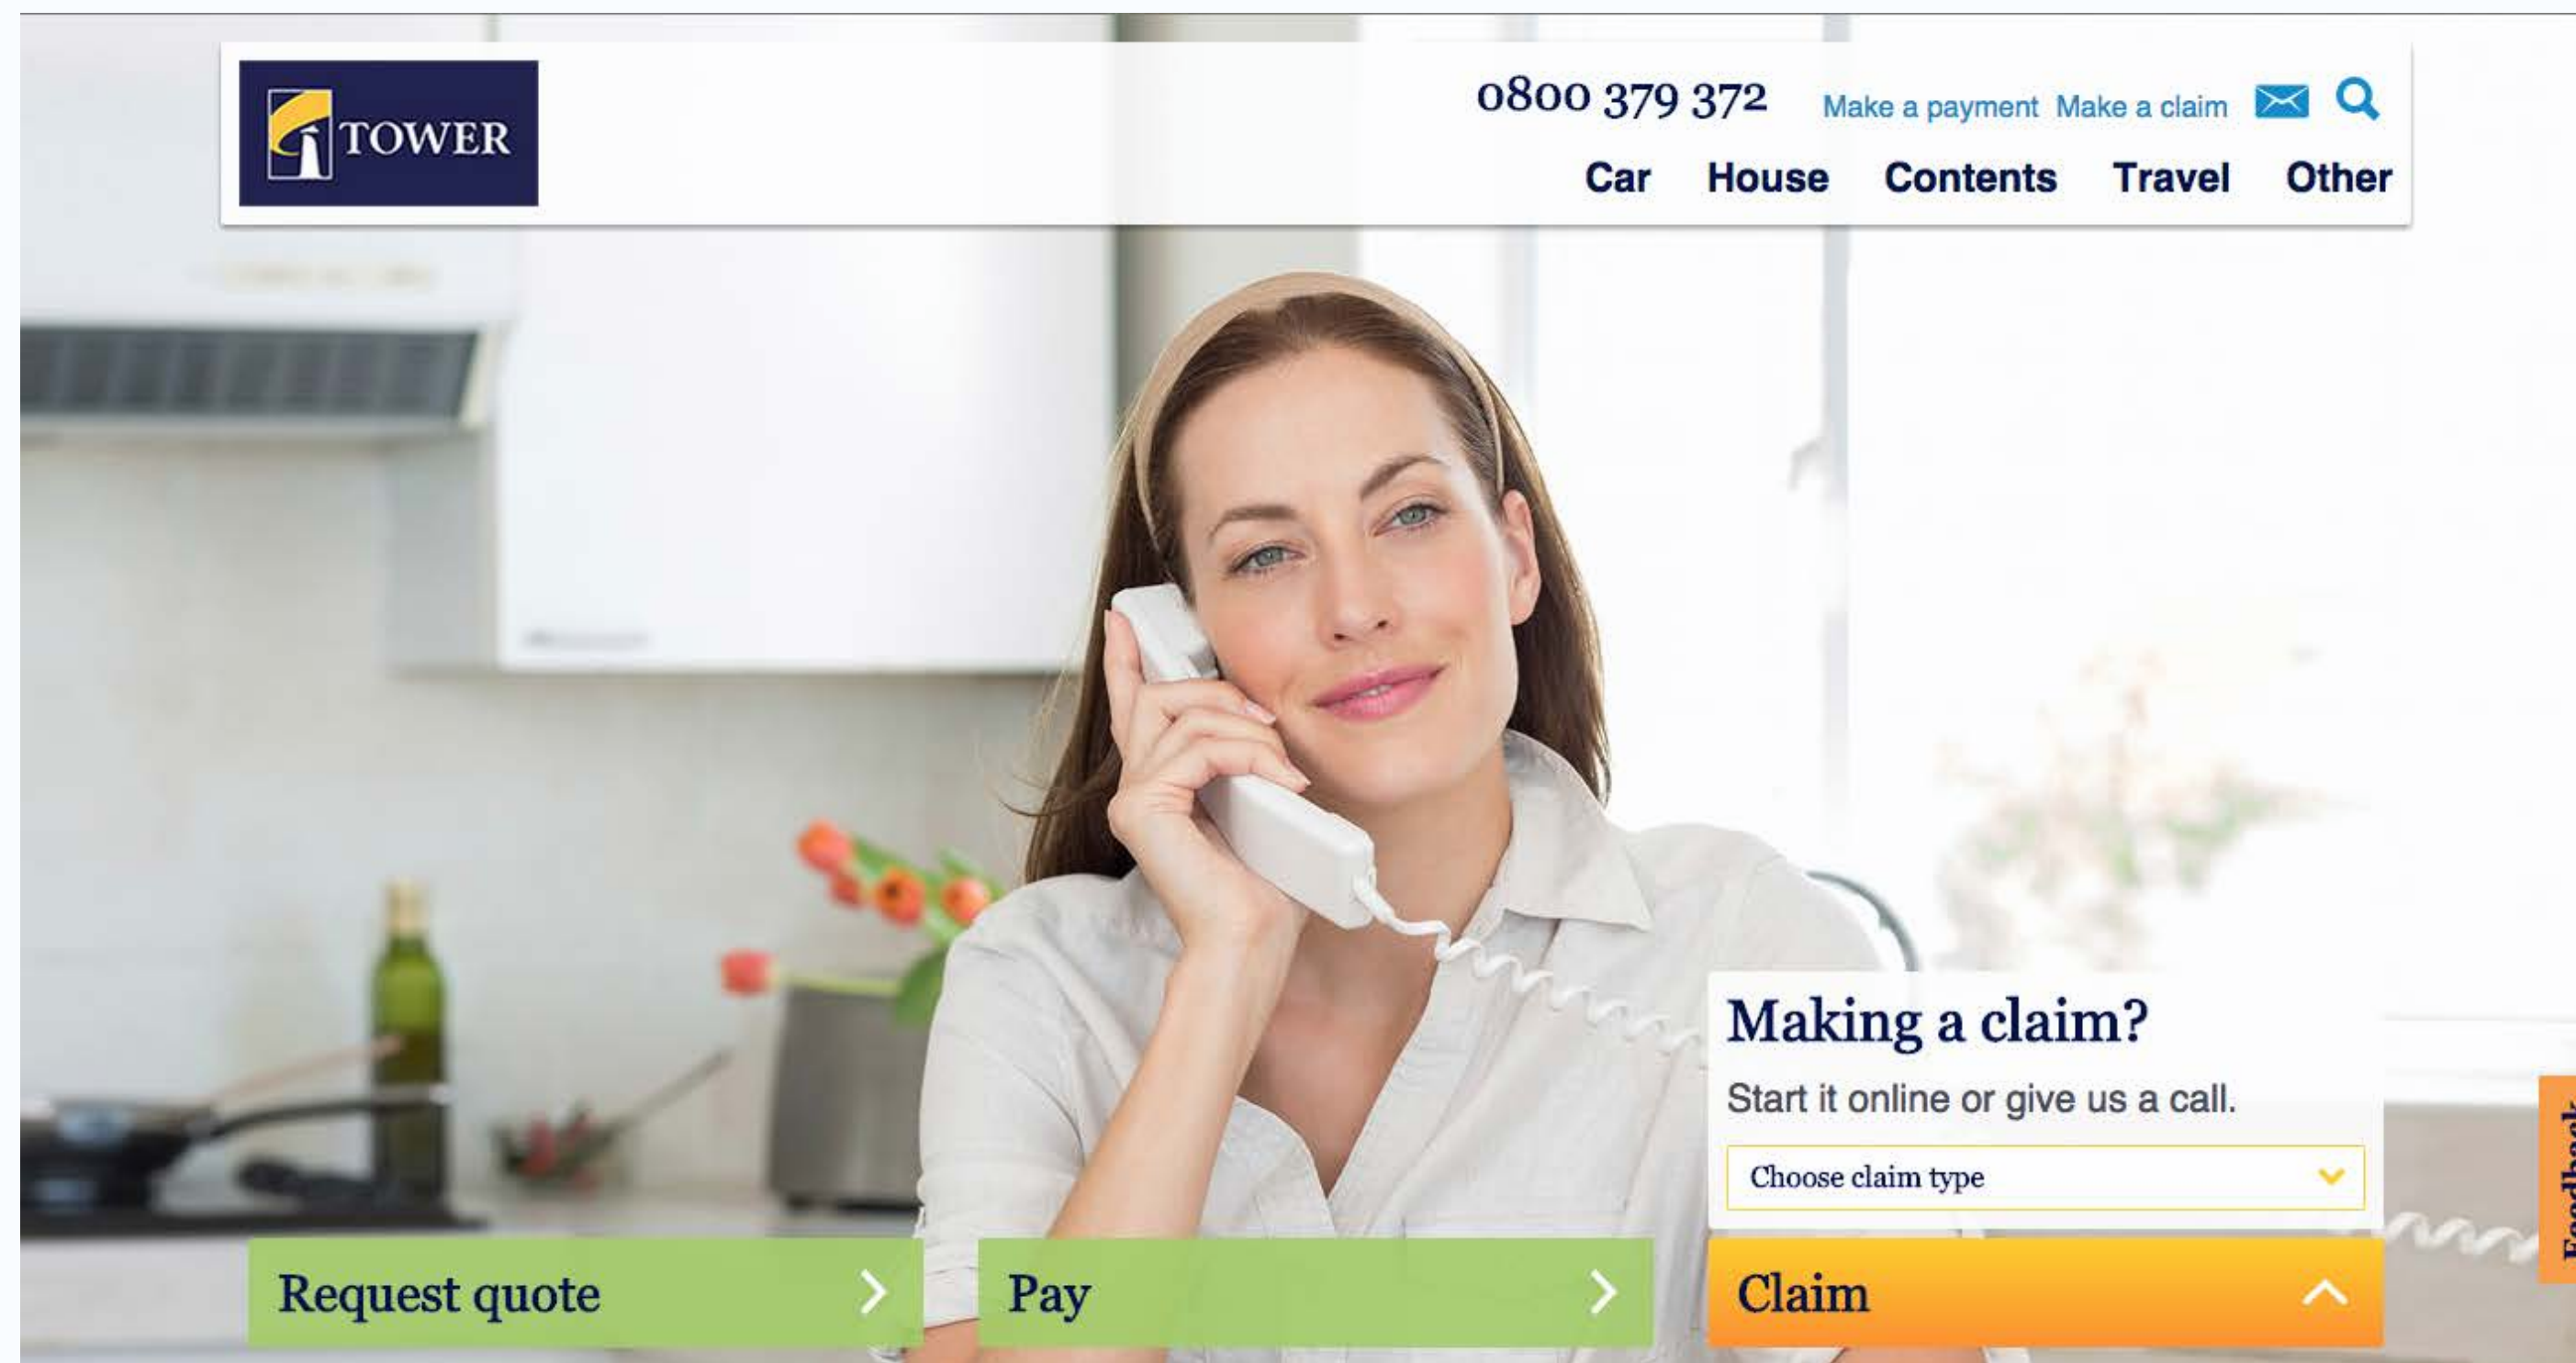 TOWER
0800 379 372 Make a payment Make a claim
Car House Contents Travel Other
Making a claim?
Start it online or give us a call.
Choose claim type
Feedback
Request quote
Pay
Claim